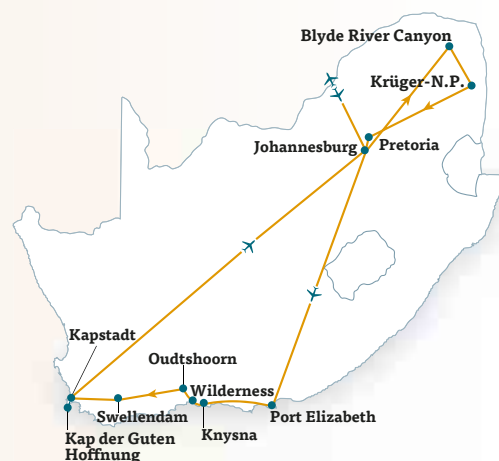 Blyde River Canyon
Krüger-N.P.
Johannesburg
Pretoria
Kapstadt
Oudtshoorn
Wilderness
Swellendam
Port Elizabeth
Knysna
Kap der Guten
Hoffnung